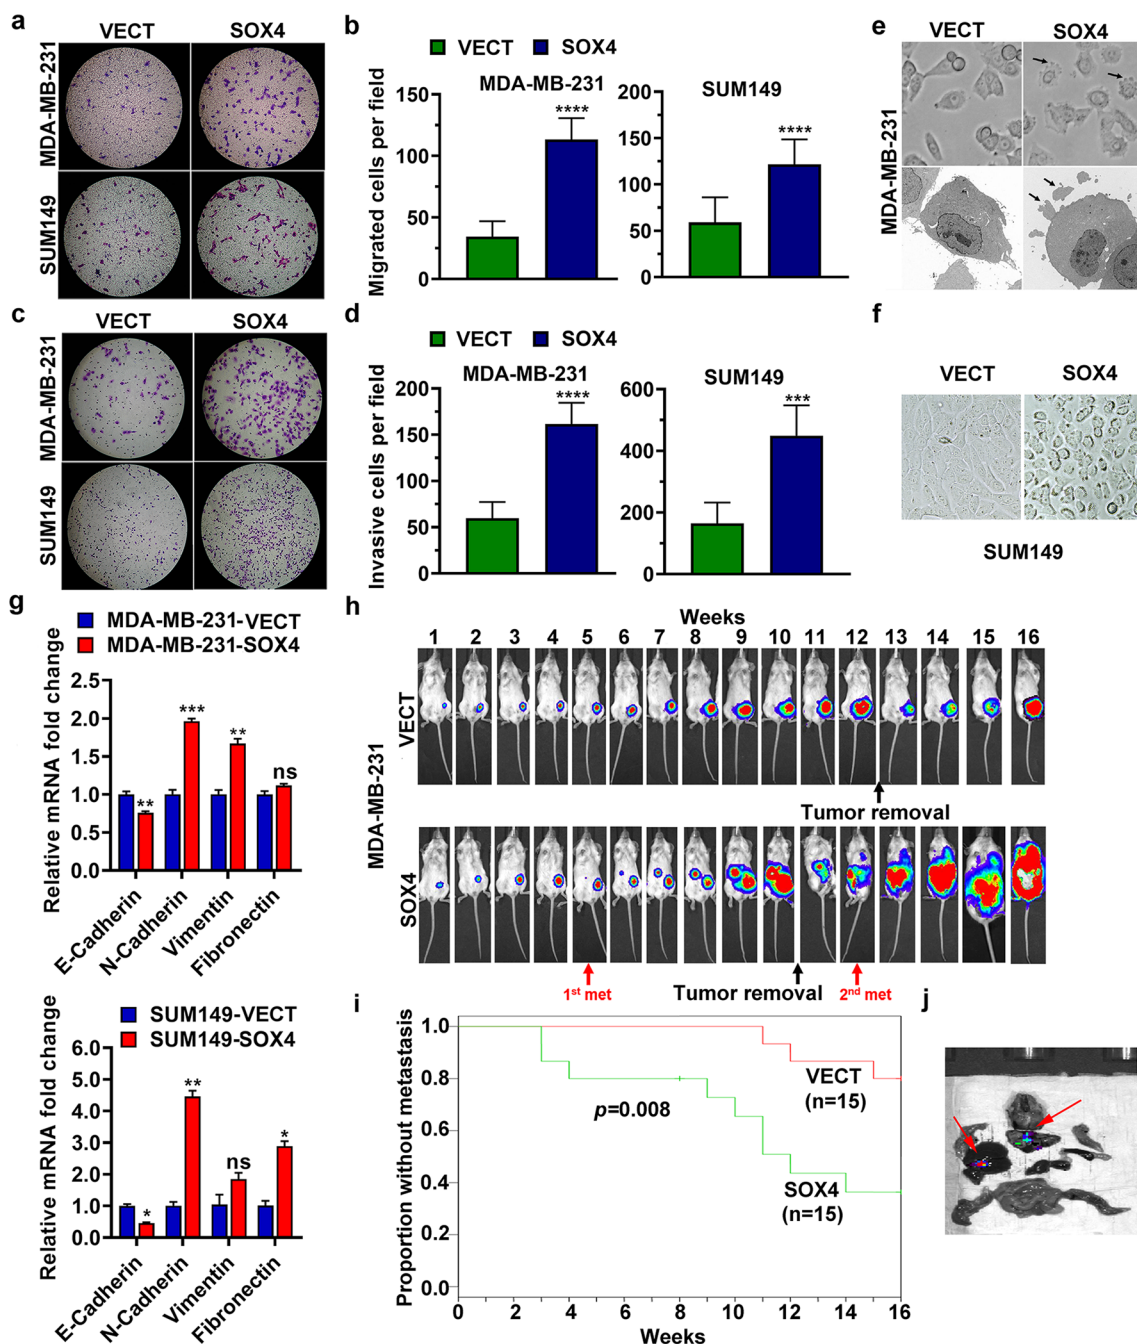 a
VECT
SOX4
MDA-MB-231
SUM149
b
VECT
SOX4
MDA-MB-231
SUM149
Migrated cells per field
150
100
50
0
****
200
150
100
50
0
****
c
VECT
SOX4
MDA-MB-231
SUM149
d
VECT
SOX4
MDA-MB-231
SUM149
Invasive cells per field
200
150
100
50
0
****
600
400
200
0
***
e
MDA-MB-231
f
VECT
SOX4
SUM149
g
MDA-MB-231-VECT
MDA-MB-231-SOX4
Relative mRNA fold change
2.5
2.0
1.5
1.0
0.5
0.0
**
***
**
ns
E-Cadherin
N-Cadherin
Vimentin
Fibronectin
SUM149-VECT
SUM149-SOX4
Relative mRNA fold change
6.0
5.0
4.0
3.0
2.0
1.0
0.0
*
**
ns
*
E-Cadherin
N-Cadherin
Vimentin
Fibronectin
h
Weeks
1 2 3 4 5 6 7 8 9 10 11 12 13 14 15 16
MDA-MB-231
VECT
Tumor removal
SOX4
1st met
Tumor removal
2nd met
i
Proportion without metastasis
1.0
0.8
0.6
0.4
0.2
0.0
p=0.008
VECT
(n=15)
SOX4
(n=15)
0 2 4 6 8 10 12 14 16
Weeks
j